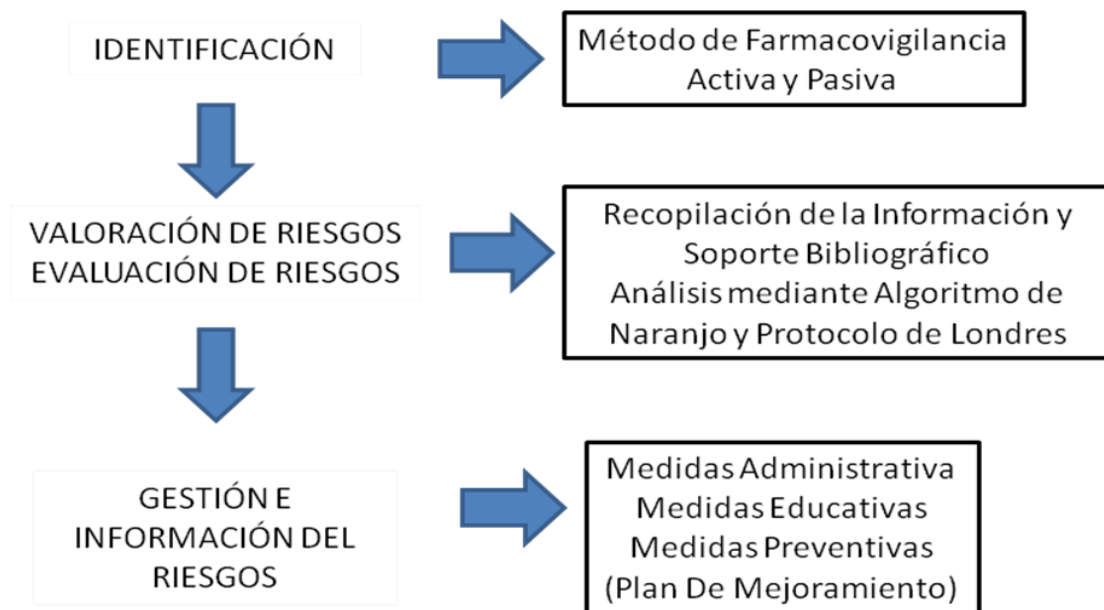 IDENTIFICACIÓN
Método de Farmacovigilancia
Activa y Pasiva
VALORACIÓN DE RIESGOS
EVALUACIÓN DE RIESGOS
Recopilación de la Información y
Soporte Bibliográfico
Análisis mediante Algoritmo de
Naranjo y Protocolo de Londres
GESTIÓN E
INFORMACIÓN DEL
RIESGOS
Medidas Administrativa
Medidas Educativas
Medidas Preventivas
(Plan De Mejoramiento)